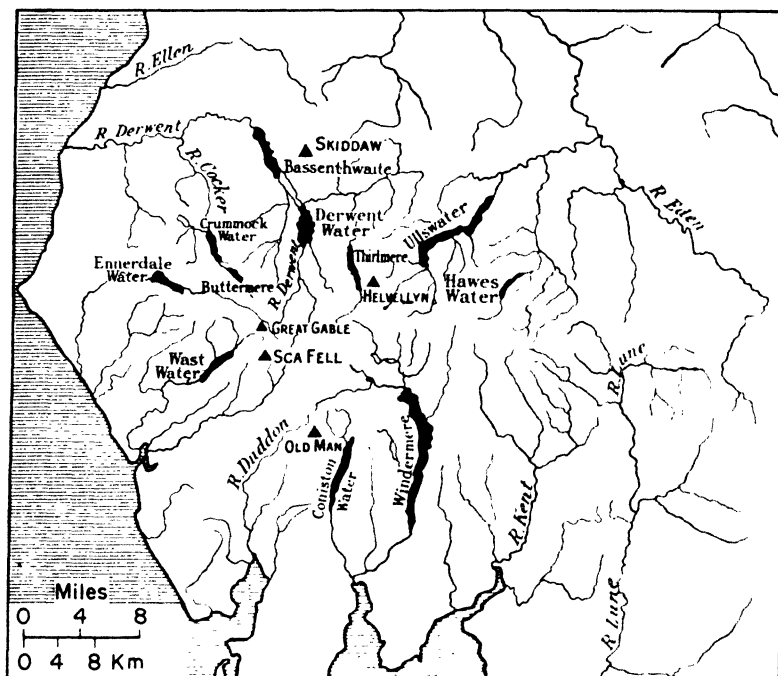 R. Ellen
R. Derwent
R. Cocker
SKIDDAW
Bassenthwaite
R. Eden
Crummock
Water
Derwent
Water
Ullswater
Thirlmere
Ennerdale
Water
Buttermere
R. Derwent
HELVELLYN
Hawes
Water
GREAT GABLE
SCA FELL
Wast
Water
R. Lune
R. Duddon
OLD MAN
Coniston
Water
Windermere
R. Kent
R. Lune
Miles
0 4 8
0 4 8 Km